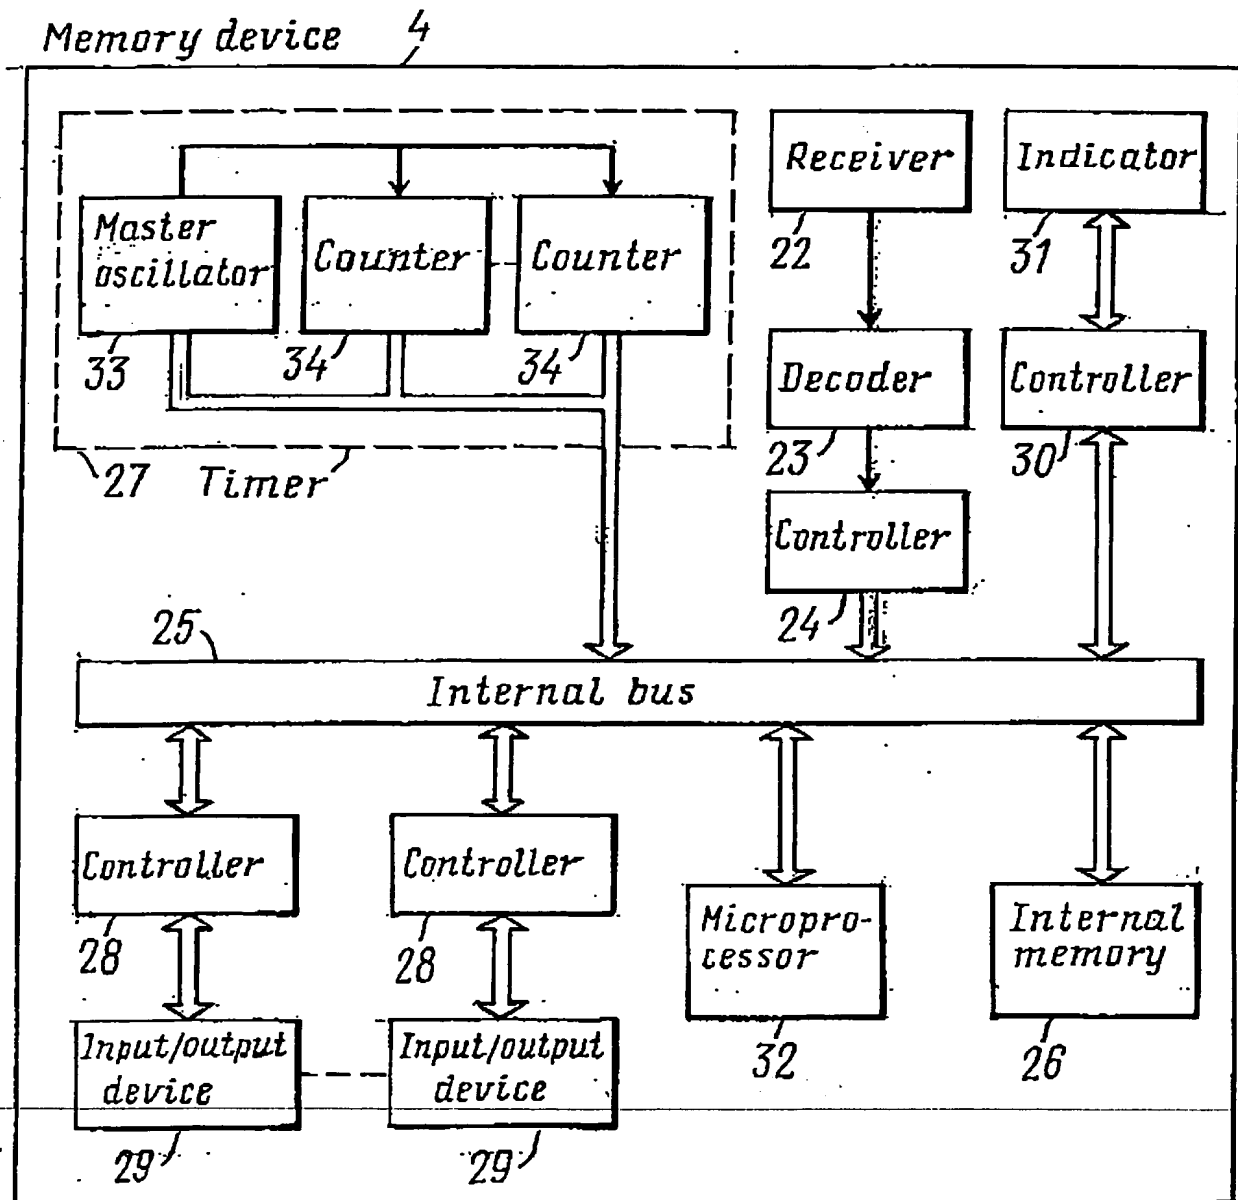 Memory device 4
Receiver
Indicator
Master
oscillator
Counter
Counter
22
31
33
34
34
Decoder
Controller
27 Timer
23
30
Controller
24
25
Internal bus
Controller
Controller
28
28
Micropro-
cessor
Internal
memory
32
26
Input/output
device
Input/output
device
29
29